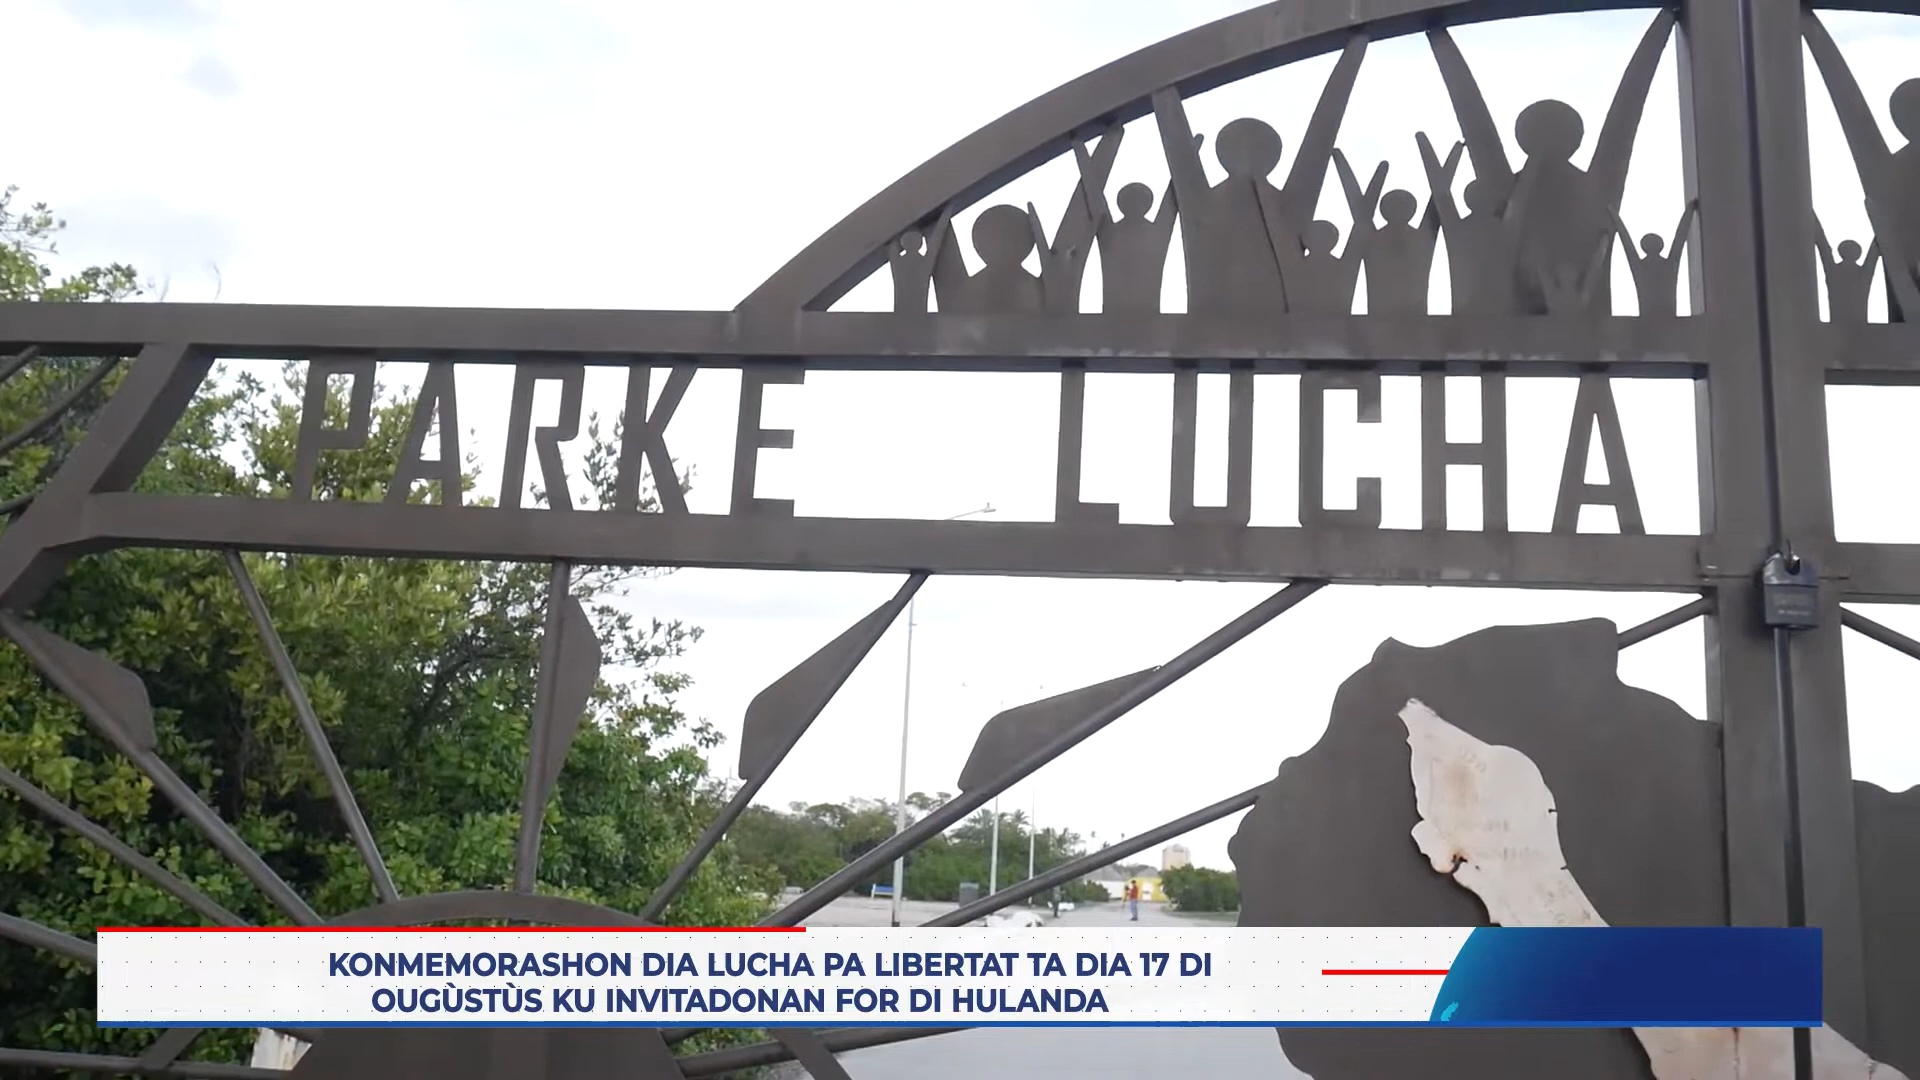 PARKE LUCHA
KONMEMORASHON DIA LUCHA PA LIBERTAT TA DIA 17 DI
OUGÙSTÙS KU INVITADONAN FOR DI HULANDA